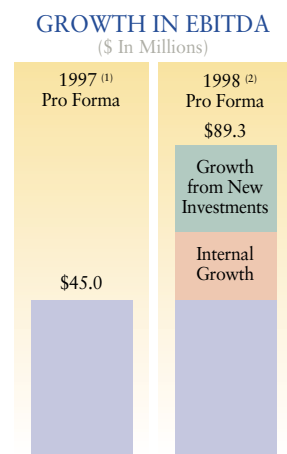 GROWTH IN EBITDA
($ In Millions)
1997 (1)
Pro Forma
$45.0
1998 (2)
Pro Forma
$89.3
Growth
from New
Investments
Internal
Growth